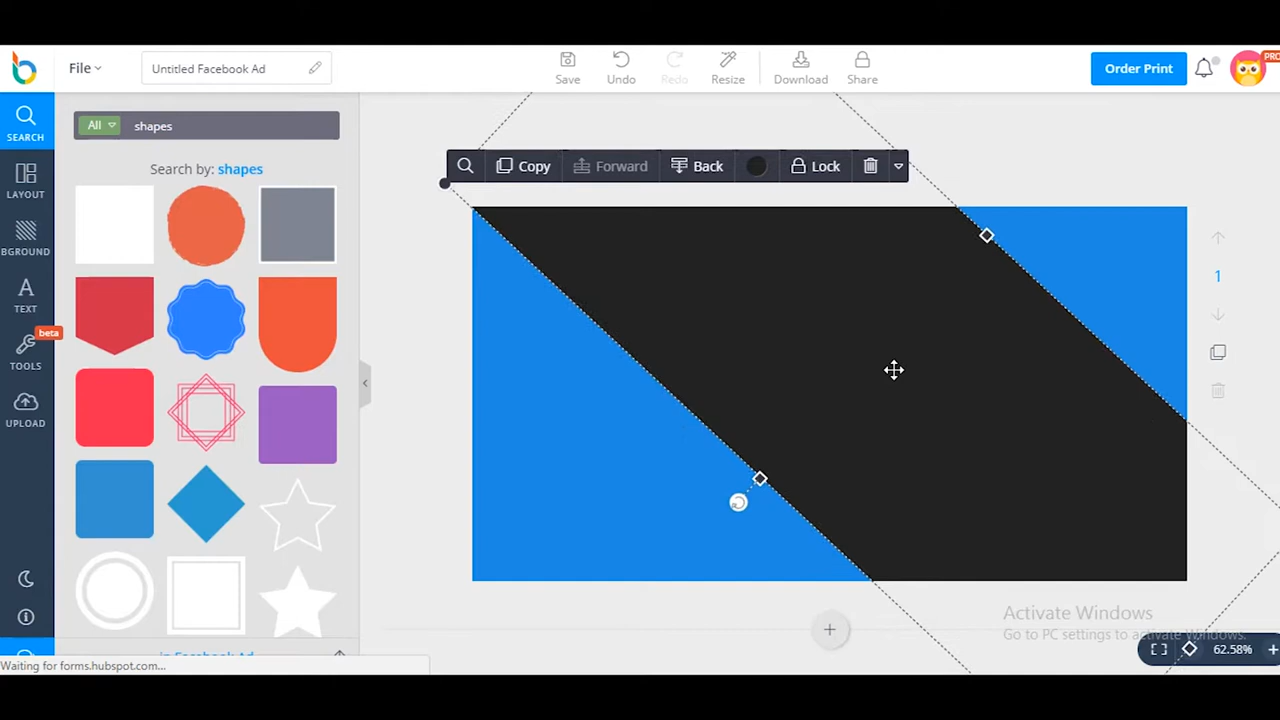 File
Untitled Facebook Ad
Save
Undo
Redo
Resize
Download
Share
Order Print
PRO
SEARCH
LAYOUT
BGROUND
TEXT
beta
TOOLS
UPLOAD
All
shapes
Search by: shapes
Copy
Forward
Back
Lock
1
Activate Windows
Go to PC settings to activate Windows.
62.58%
in Facebook Ad
Waiting for forms.hubspot.com...